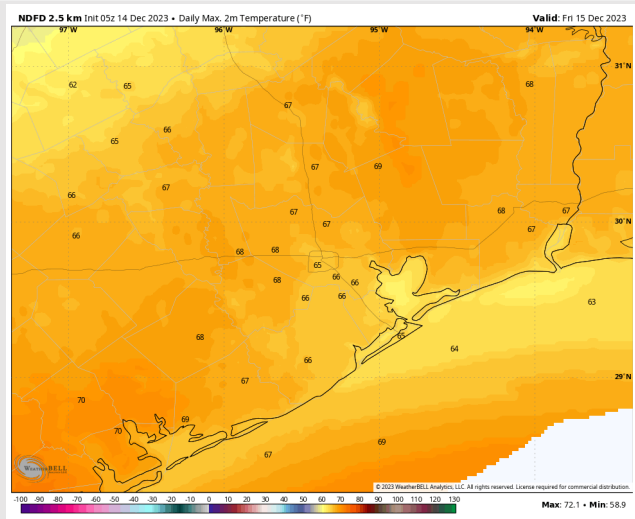 NDFD 2.5 km Init 05z 14 Dec 2023 • Daily Max. 2m Temperature (°F) Valid: Fri 15 Dec 2023
97°W 96°W 95°W 94°W
31°N
62 65 68
67
66
65
67 69
67
66
67 68 67
67 67
66
30°N
68 68
65
68 66 66
66 66
63
68 65
64
66
29°N
67
70
69
70
69
67
WeatherBELL
© 2023 WeatherBELL Analytics, LLC. All rights reserved. License required for commercial distribution.
-100 -90 -80 -70 -60 -50 -40 -30 -20 -10 0 10 20 30 40 50 60 70 80 90 100 110 120 130
Max: 72.1 • Min: 58.9